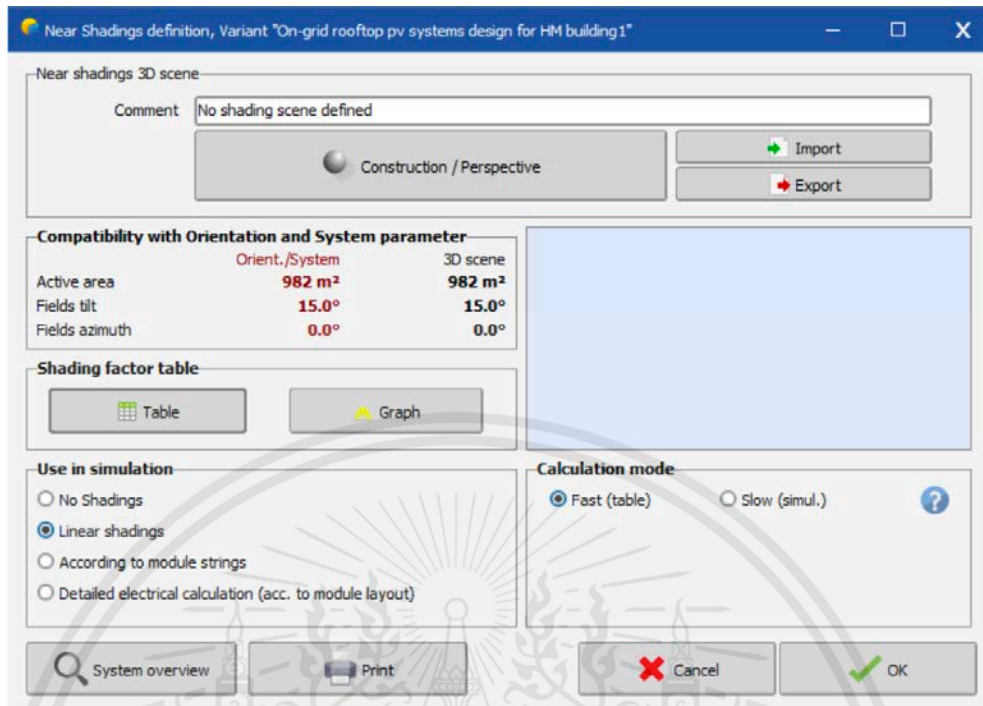 Near Shadings definition, Variant "On-grid rooftop pv systems design for HM building1"
Near shadings 3D scene
Comment No shading scene defined
Construction / Perspective
Import
Export
Compatibility with Orientation and System parameter
Orient./System 3D scene
Active area 982 m² 982 m²
Fields tilt 15.0° 15.0°
Fields azimuth 0.0° 0.0°
Shading factor table
Table Graph
Use in simulation
No Shadings
Linear shadings
According to module strings
Detailed electrical calculation (acc. to module layout)
Calculation mode
Fast (table) Slow (simul.) ?
System overview Print Cancel OK